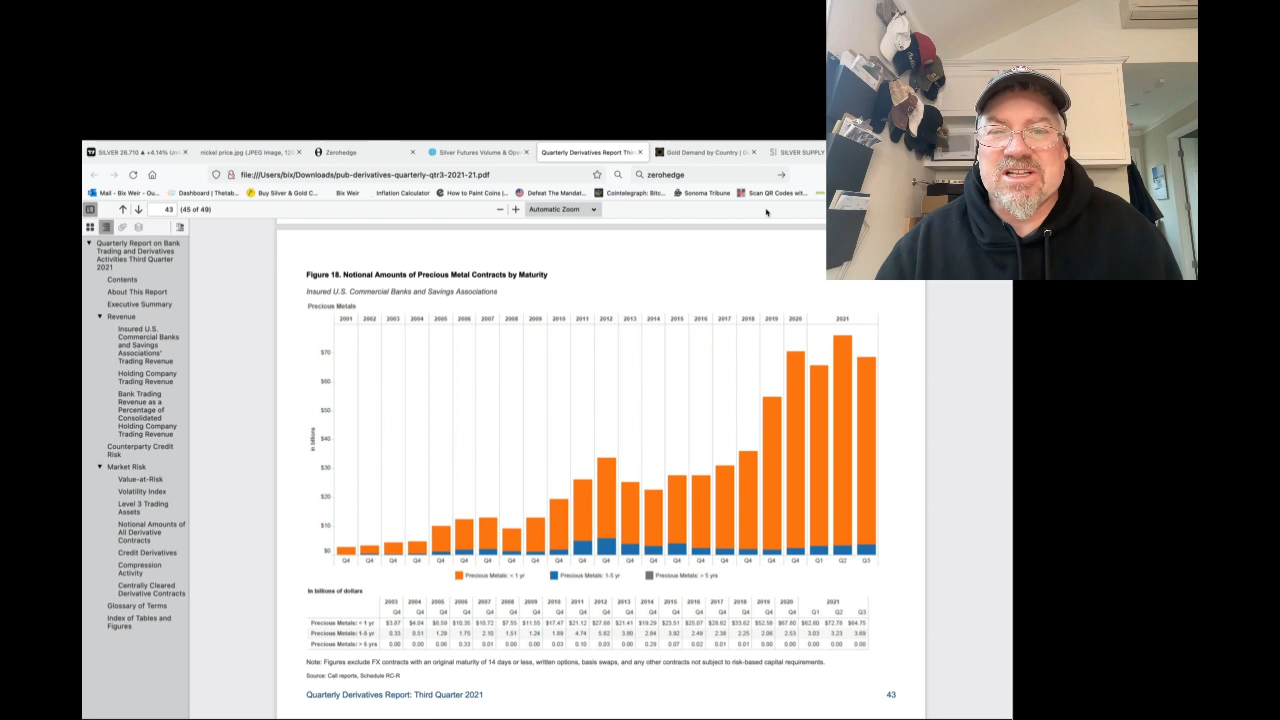 SILVER 26.710 ▲ +4.14% Un
nickel price.jpg (JPEG Image, 12
Zerohedge
Silver Futures Volume & Ope
Quarterly Derivatives Report Thi
Gold Demand by Country | G
SILVER SUPPLY
file:///Users/bix/Downloads/pub-derivatives-quarterly-qtr3-2021-21.pdf
zerohedge
Mail - Bix Weir - Ou...
Dashboard | Thetab...
Buy Silver & Gold C...
Bix Weir
Inflation Calculator
How to Paint Coins |...
Defeat The Mandat...
Cointelegraph: Bitc...
Sonoma Tribune
Scan QR Codes wit...
43 (45 of 49)
Automatic Zoom
Quarterly Report on Bank
Trading and Derivatives
Activities Third Quarter
2021
Contents
About This Report
Executive Summary
Revenue
Insured U.S.
Commercial Banks
and Savings
Associations'
Trading Revenue
Holding Company
Trading Revenue
Bank Trading
Revenue as a
Percentage of
Consolidated
Holding Company
Trading Revenue
Counterparty Credit
Risk
Market Risk
Value-at-Risk
Volatility Index
Level 3 Trading
Assets
Notional Amounts of
All Derivative
Contracts
Credit Derivatives
Compression
Activity
Centrally Cleared
Derivative Contracts
Glossary of Terms
Index of Tables and
Figures
Figure 18. Notional Amounts of Precious Metal Contracts by Maturity
Insured U.S. Commercial Banks and Savings Associations
Precious Metals
2001 2002 2003 2004 2005 2006 2007 2008 2009 2010 2011 2012 2013 2014 2015 2016 2017 2018 2019 2020 2021
$70
$60
$50
$40
$30
$20
$10
$0
In billions
Q4 Q4 Q4 Q4 Q4 Q4 Q4 Q4 Q4 Q4 Q4 Q4 Q4 Q4 Q4 Q4 Q4 Q4 Q4 Q4 Q1 Q2 Q3
Precious Metals: < 1 yr Precious Metals: 1-5 yr Precious Metals: > 5 yrs
In billions of dollars
2003 2004 2005 2006 2007 2008 2009 2010 2011 2012 2013 2014 2015 2016 2017 2018 2019 2020 2021
Q4 Q4 Q4 Q4 Q4 Q4 Q4 Q4 Q4 Q4 Q4 Q4 Q4 Q4 Q4 Q4 Q4 Q4 Q1 Q2 Q3
Precious Metals: < 1 yr $3.87 $4.04 $8.59 $10.35 $10.72 $7.55 $11.55 $17.47 $21.12 $27.68 $21.41 $19.29 $23.51 $25.07 $28.62 $33.62 $52.58 $67.80 $62.60 $72.78 $64.75
Precious Metals: 1-5 yr 0.33 0.51 1.29 1.75 2.10 1.51 1.24 1.89 4.74 5.82 3.80 2.84 3.92 2.49 2.38 2.25 2.06 2.53 3.03 3.23 3.69
Precious Metals: > 5 yrs 0.00 0.00 0.06 0.33 0.01 0.00 0.00 0.03 0.10 0.03 0.00 0.29 0.07 0.02 0.01 0.01 0.00 0.00 0.00 0.00 0.00
Note: Figures exclude FX contracts with an original maturity of 14 days or less, written options, basis swaps, and any other contracts not subject to risk-based capital requirements.
Source: Call reports, Schedule RC-R
Quarterly Derivatives Report: Third Quarter 2021 43